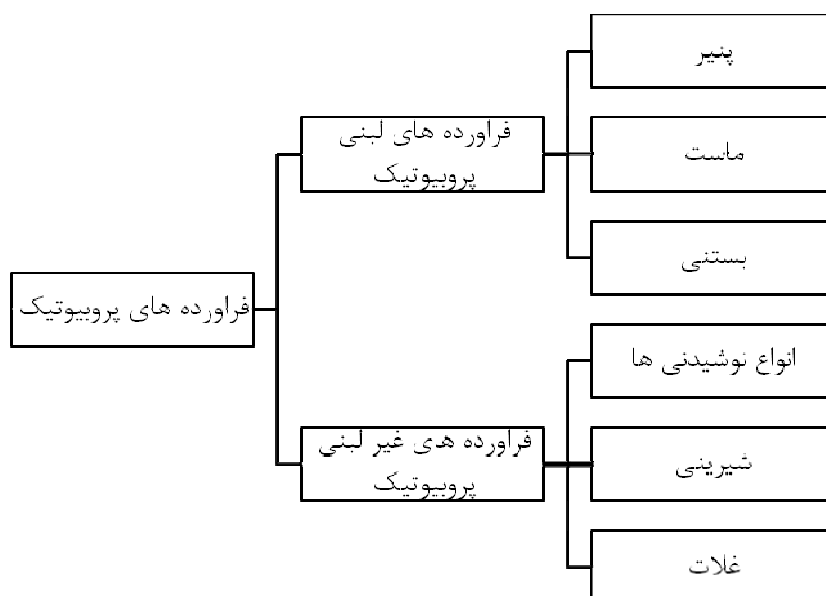 فراورده های پروبیوتیک
فراورده های لبنی
پروبیوتیک
پنیر
ماست
بستنی
فراورده های غیر لبنی
پروبیوتیک
انواع نوشیدنی ها
شیرینی
غلات